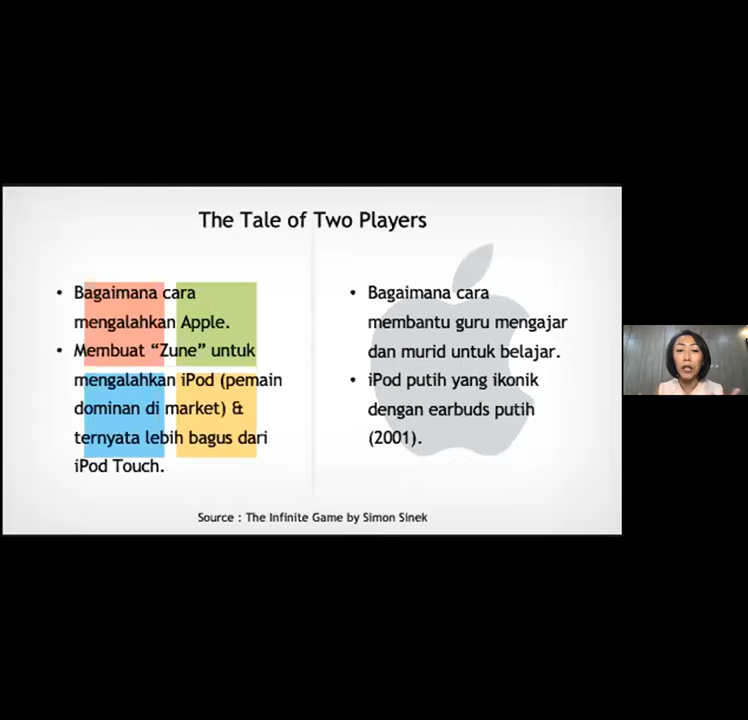 The Tale of Two Players
• Bagaimana cara
mengalahkan Apple.
• Membuat “Zune” untuk
mengalahkan iPod (pemain
dominan di market) &
ternyata lebih bagus dari
iPod Touch.
• Bagaimana cara
membantu guru mengajar
dan murid untuk belajar.
• iPod putih yang ikonik
dengan earbuds putih
(2001).
Source : The Infinite Game by Simon Sinek